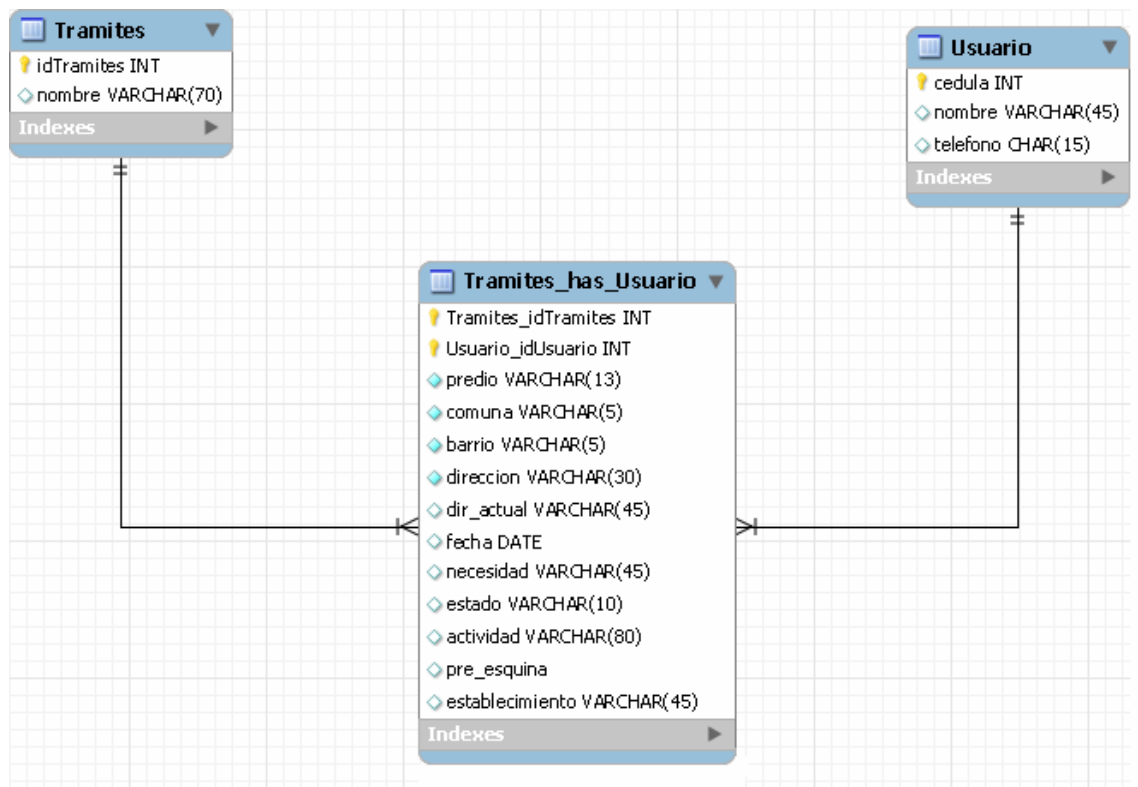 Tramites
idTramites INT
nombre VARCHAR(70)
Indexes
Usuario
cedula INT
nombre VARCHAR(45)
telefono CHAR(15)
Indexes
Tramites_has_Usuario
Tramites_idTramites INT
Usuario_idUsuario INT
predio VARCHAR(13)
comuna VARCHAR(5)
barrio VARCHAR(5)
direccion VARCHAR(30)
dir_actual VARCHAR(45)
fecha DATE
necesidad VARCHAR(45)
estado VARCHAR(10)
actividad VARCHAR(80)
pre_esquina
establecimiento VARCHAR(45)
Indexes